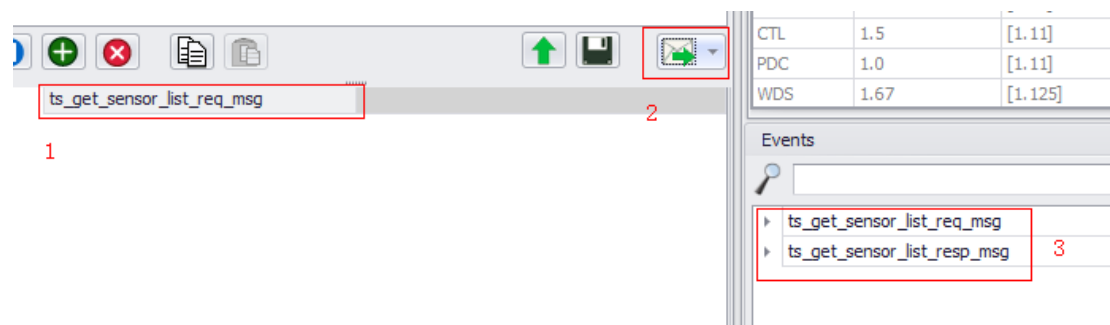 CTL 1.5 [1.11]
PDC 1.0 [1.11]
WDS 1.67 [1.125]
ts_get_sensor_list_req_msg
1
2
Events
ts_get_sensor_list_req_msg
ts_get_sensor_list_resp_msg
3